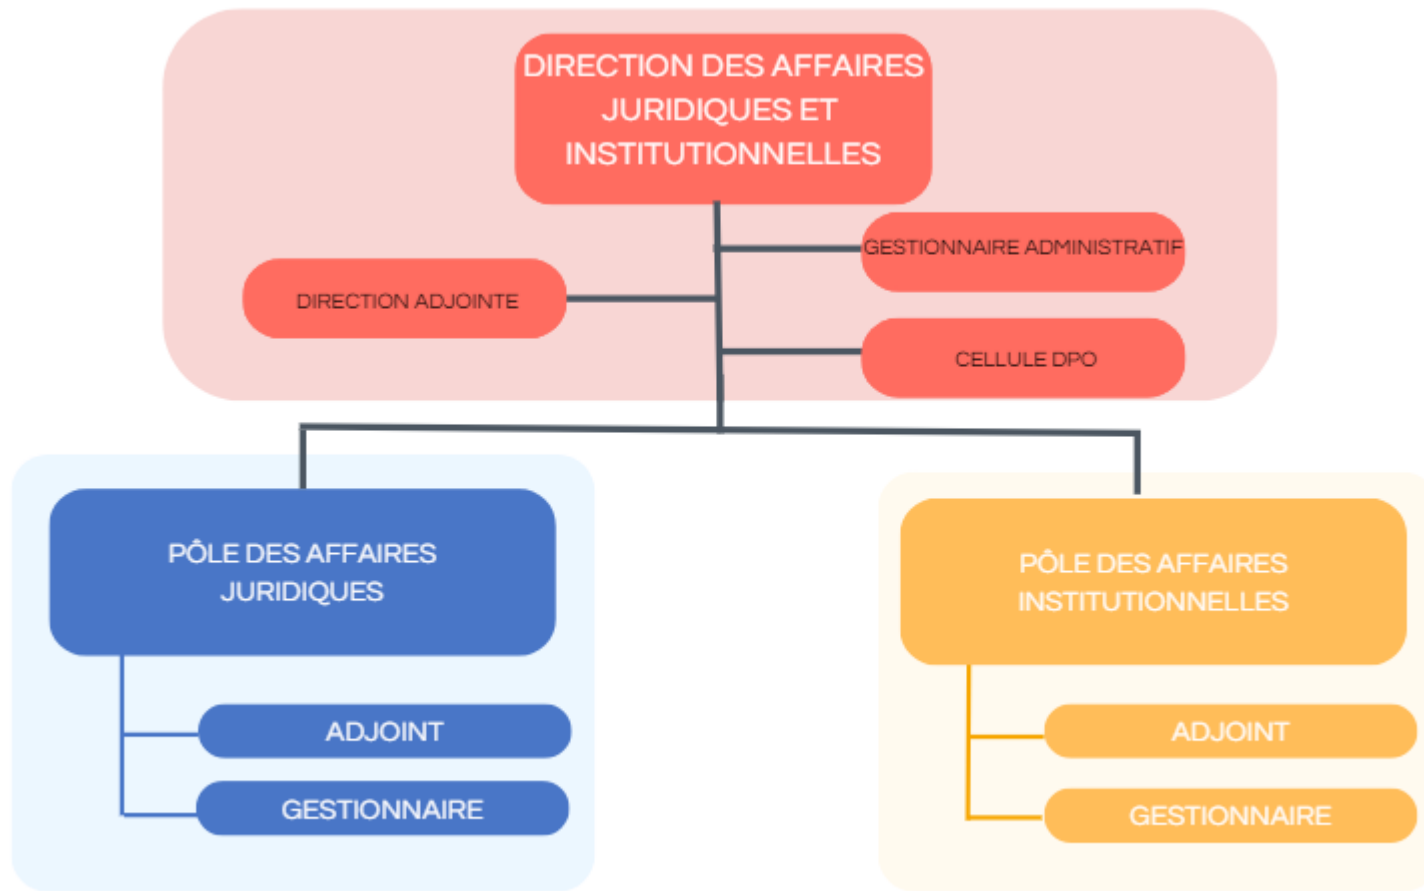 DIRECTION DES AFFAIRES
JURIDIQUES ET
INSTITUTIONNELLES
GESTIONNAIRE ADMINISTRATIF
DIRECTION ADJOINTE
CELLULE DPO
PÔLE DES AFFAIRES
JURIDIQUES
ADJOINT
GESTIONNAIRE
PÔLE DES AFFAIRES
INSTITUTIONNELLES
ADJOINT
GESTIONNAIRE